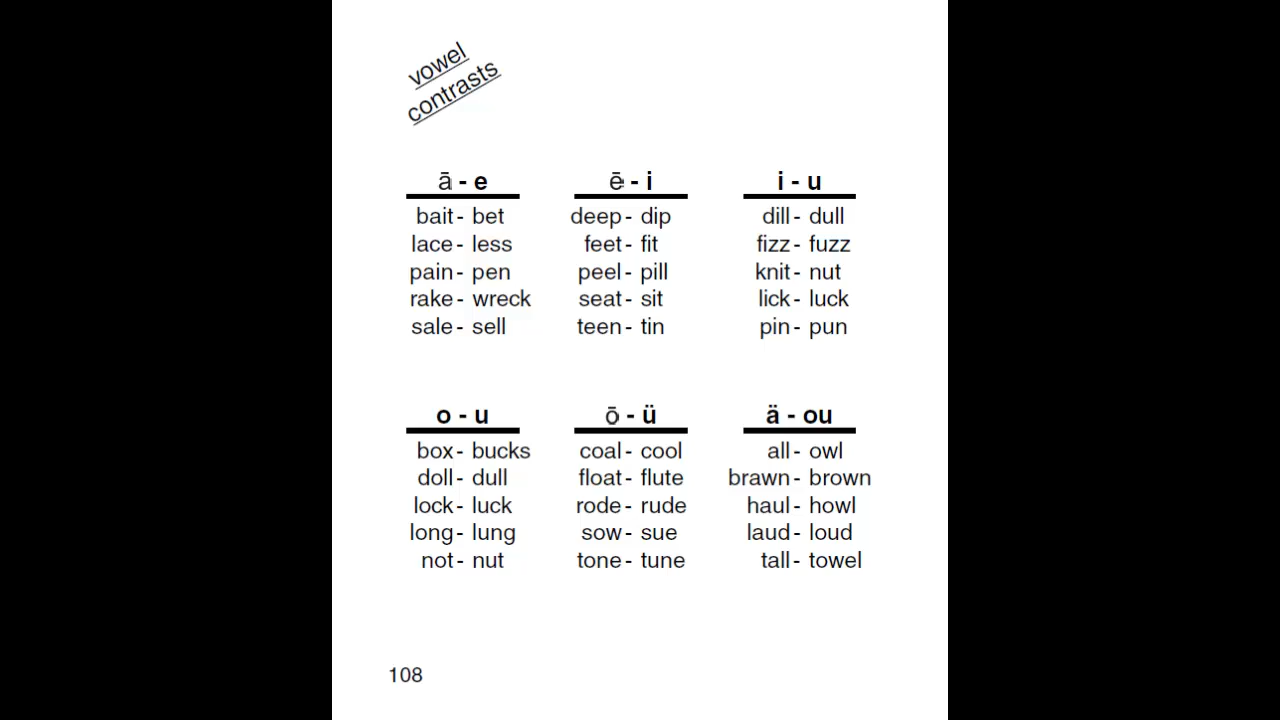 vowel
contrasts
ā - e
bait - bet
lace - less
pain - pen
rake - wreck
sale - sell
ē - i
deep - dip
feet - fit
peel - pill
seat - sit
teen - tin
i - u
dill - dull
fizz - fuzz
knit - nut
lick - luck
pin - pun
o - u
box - bucks
doll - dull
lock - luck
long - lung
not - nut
ō - ü
coal - cool
float - flute
rode - rude
sow - sue
tone - tune
ä - ou
all - owl
brawn - brown
haul - howl
laud - loud
tall - towel
108